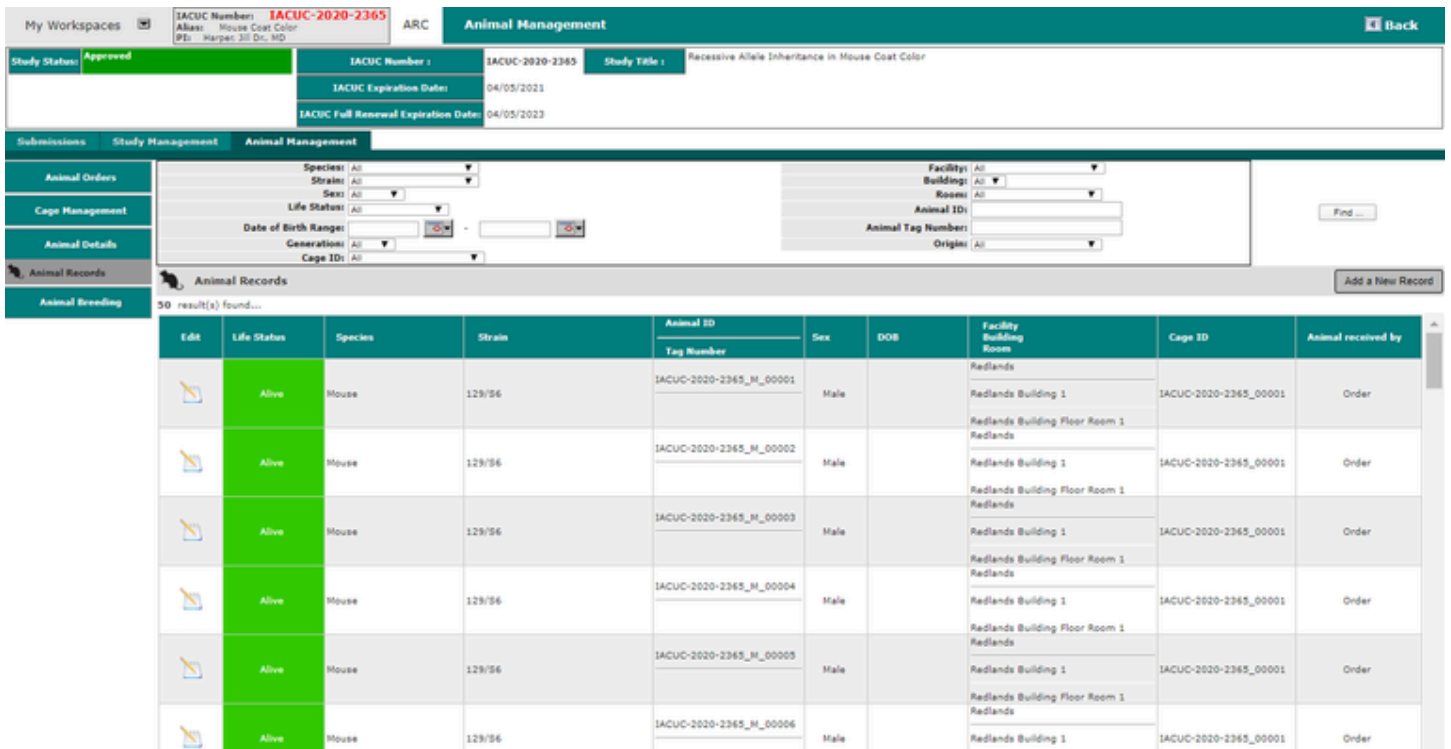 My Workspaces
IACUC Number: IACUC-2020-2365
Alias: Mouse Coat Color
PI: Harper, Jill Dr., MD
ARC
Animal Management
Back
Study Status: Approved
IACUC Number : IACUC-2020-2365
Study Title : Recessive Allele Inheritance in Mouse Coat Color
IACUC Expiration Date: 04/05/2021
IACUC Full Renewal Expiration Date: 04/05/2023
Submissions Study Management Animal Management
Animal Orders
Cage Management
Animal Details
Animal Records
Animal Breeding
Species: All
Strain: All
Sex: All
Life Status: All
Date of Birth Range: -
Generation: All
Cage ID: All
Facility: All
Building: All
Room: All
Animal ID:
Animal Tag Number:
Origin: All
Find ...
Animal Records
Add a New Record
50 result(s) found...
Edit Life Status Species Strain Animal ID Tag Number Sex DOB Facility Building Room Cage ID Animal received by
Redlands
Alive Mouse 129/S6 IACUC-2020-2365_M_00001 Male Redlands Building 1 IACUC-2020-2365_00001 Order
Redlands Building Floor Room 1
Redlands
Alive Mouse 129/S6 IACUC-2020-2365_M_00002 Male Redlands Building 1 IACUC-2020-2365_00001 Order
Redlands Building Floor Room 1
Redlands
Alive Mouse 129/S6 IACUC-2020-2365_M_00003 Male Redlands Building 1 IACUC-2020-2365_00001 Order
Redlands Building Floor Room 1
Redlands
Alive Mouse 129/S6 IACUC-2020-2365_M_00004 Male Redlands Building 1 IACUC-2020-2365_00001 Order
Redlands Building Floor Room 1
Redlands
Alive Mouse 129/S6 IACUC-2020-2365_M_00005 Male Redlands Building 1 IACUC-2020-2365_00001 Order
Redlands Building Floor Room 1
Redlands
Alive Mouse 129/S6 IACUC-2020-2365_M_00006 Male Redlands Building 1 IACUC-2020-2365_00001 Order